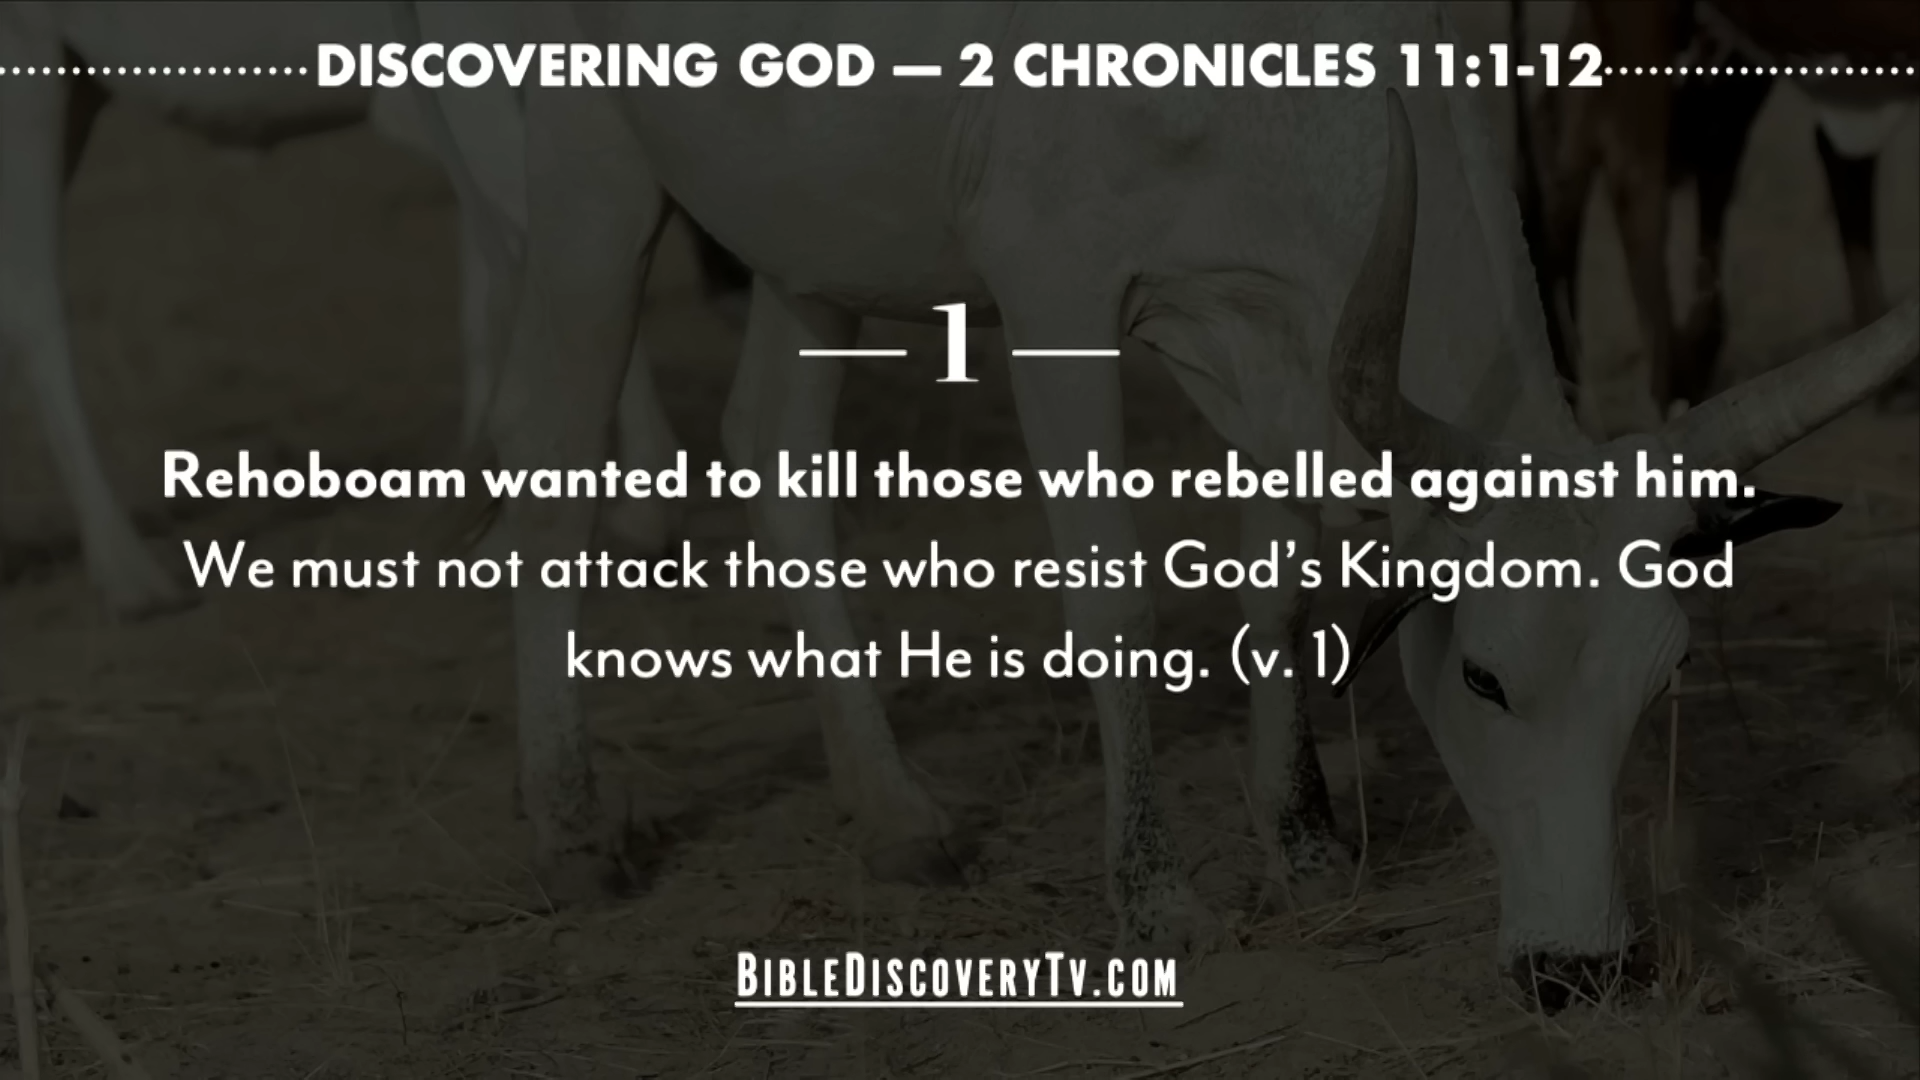 DISCOVERING GOD — 2 CHRONICLES 11:1-12
— 1 —
Rehoboam wanted to kill those who rebelled against him.
We must not attack those who resist God’s Kingdom. God
knows what He is doing. (v. 1)
BIBLEDISCOVERYTV.COM